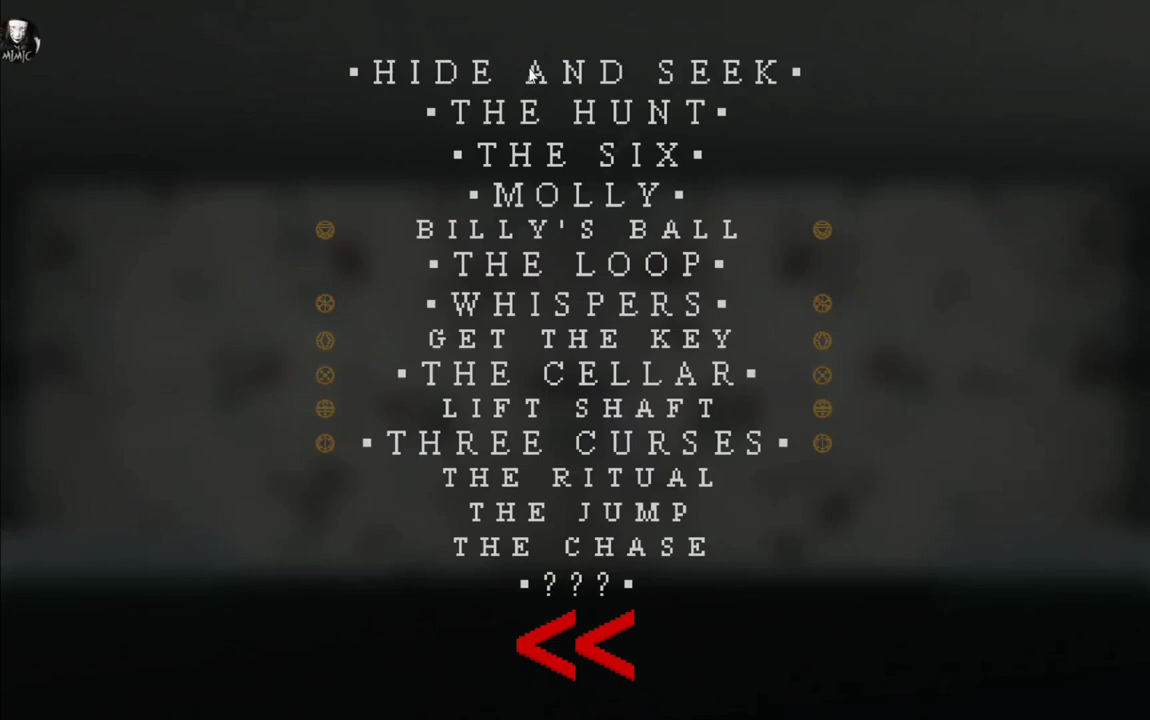 MIMIC
▪HIDE AND SEEK▪
▪THE HUNT▪
▪THE SIX▪
▪MOLLY▪
BILLY'S BALL
▪THE LOOP▪
▪WHISPERS▪
GET THE KEY
▪THE CELLAR▪
LIFT SHAFT
▪THREE CURSES▪
THE RITUAL
THE JUMP
THE CHASE
▪???▪
<<